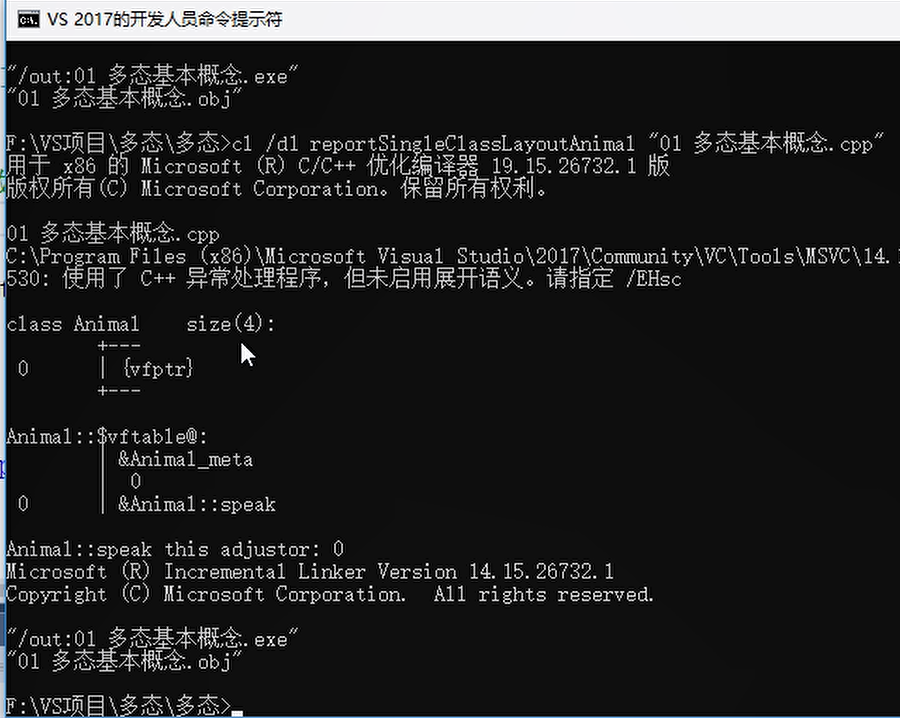 VS 2017的开发人员命令提示符
"/out:01 多态基本概念.exe"
"01 多态基本概念.obj"
F:\VS项目\多态\多态>cl /d1 reportSingleClassLayoutAnimal "01 多态基本概念.cpp"
用于 x86 的 Microsoft (R) C/C++ 优化编译器 19.15.26732.1 版
版权所有(C) Microsoft Corporation。保留所有权利。
01 多态基本概念.cpp
C:\Program Files (x86)\Microsoft Visual Studio\2017\Community\VC\Tools\MSVC\14.1
530: 使用了 C++ 异常处理程序，但未启用展开语义。请指定 /EHsc
class Animal    size(4):
+---
0 | {vfptr}
+---
Animal::$vftable@:
| &Animal_meta
| 0
0 | &Animal::speak
Animal::speak this adjustor: 0
Microsoft (R) Incremental Linker Version 14.15.26732.1
Copyright (C) Microsoft Corporation.  All rights reserved.
"/out:01 多态基本概念.exe"
"01 多态基本概念.obj"
F:\VS项目\多态\多态>